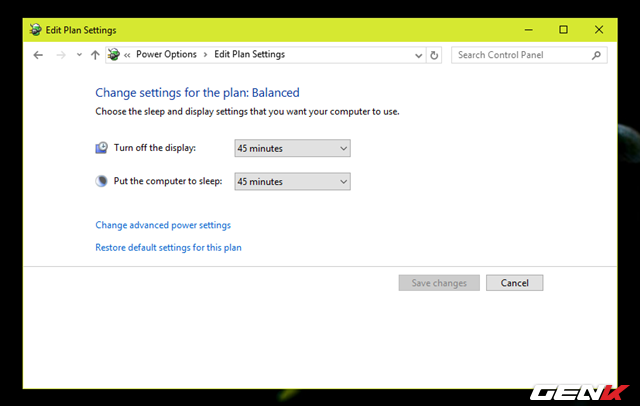 Edit Plan Settings
« Power Options > Edit Plan Settings
Search Control Panel
Change settings for the plan: Balanced
Choose the sleep and display settings that you want your computer to use.
Turn off the display: 45 minutes
Put the computer to sleep: 45 minutes
Change advanced power settings
Restore default settings for this plan
Save changes Cancel
GENK